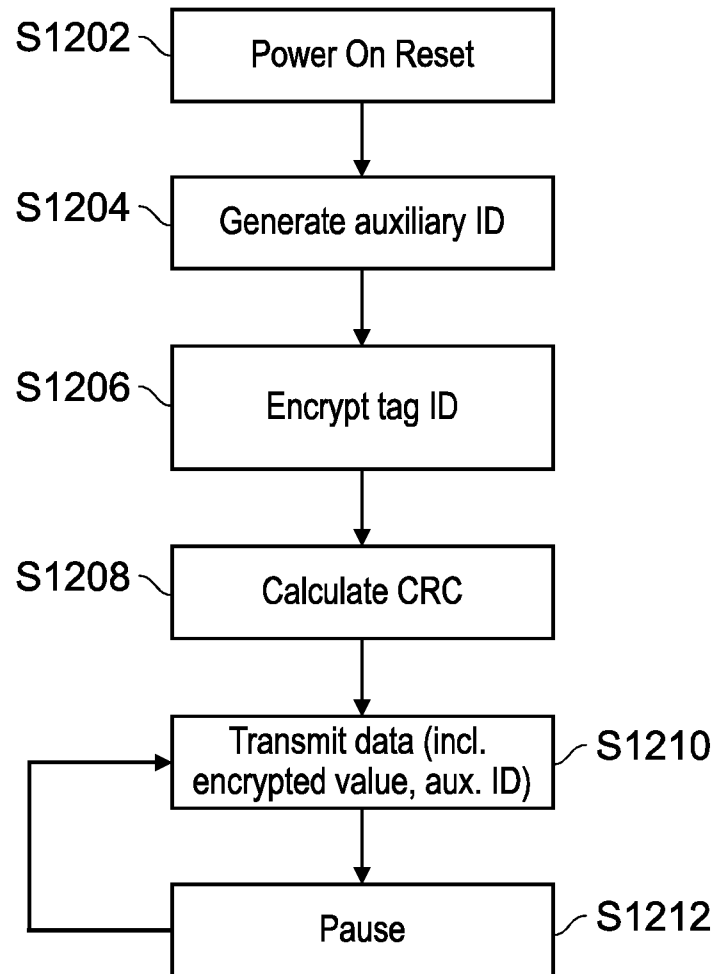 S1202
Power On Reset
S1204
Generate auxiliary ID
S1206
Encrypt tag ID
S1208
Calculate CRC
Transmit data (incl.
encrypted value, aux. ID)
S1210
Pause
S1212